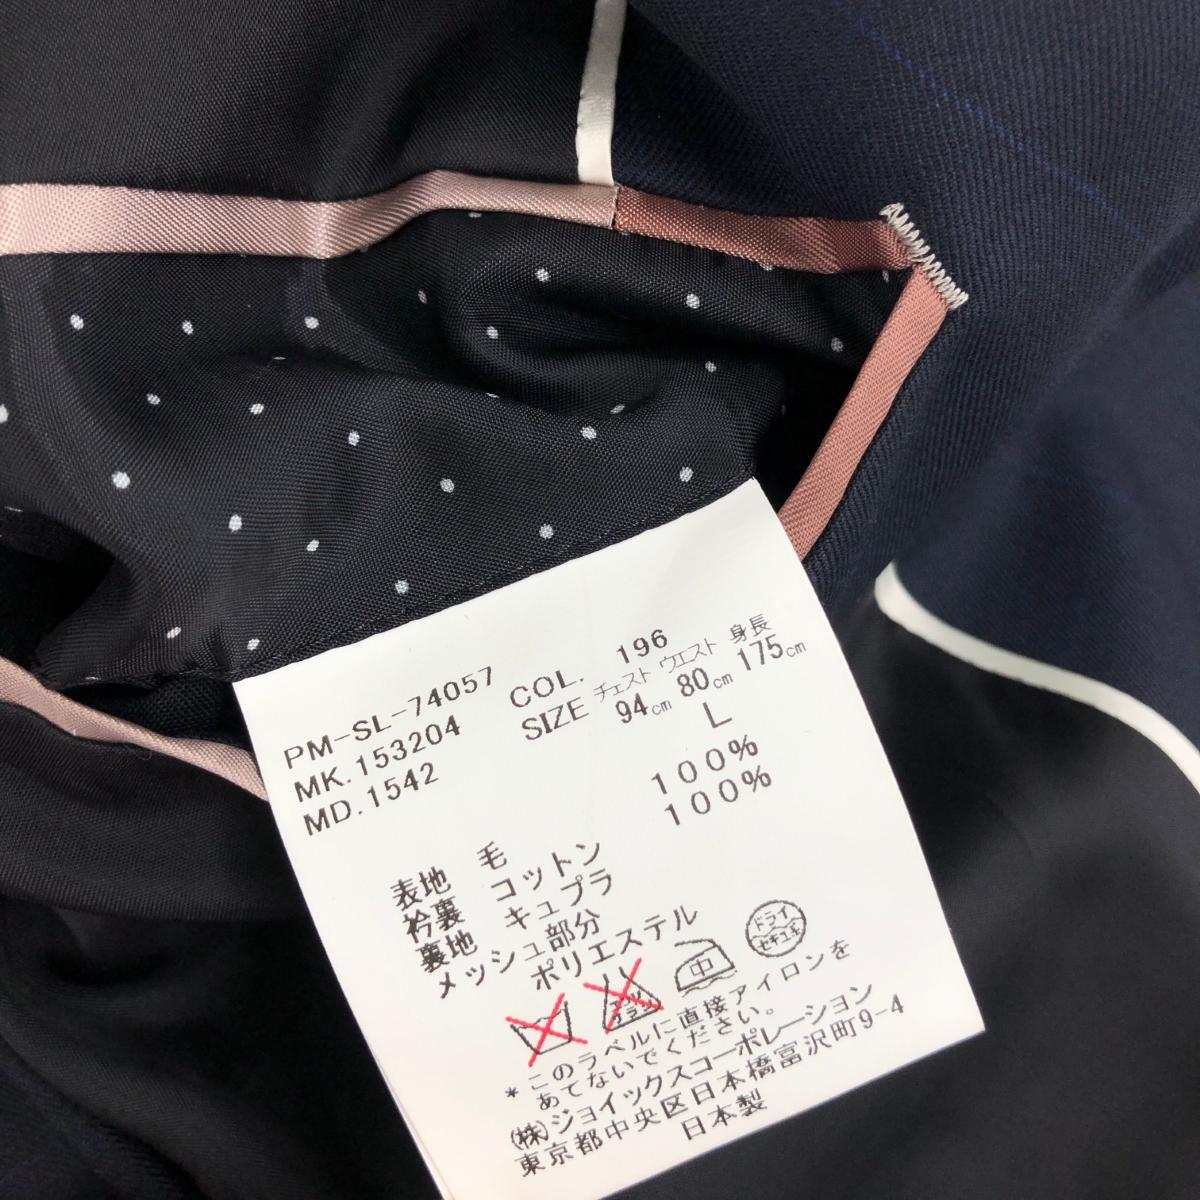 PM-SL-74057
MK.153204
MD.1542
COL. 196
SIZE チェスト ウエスト 身長
94cm 80cm 175cm
L
表地 毛 100%
衿裏 コットン 100%
裏地 キュプラ
メッシュ部分
ポリエステル
エンソ
サラシ
中
ドライ
セキユ系
* このラベルに直接アイロンを
あてないでください。
(株)ジョイックスコーポレーション
東京都中央区日本橋富沢町9-4
日本製